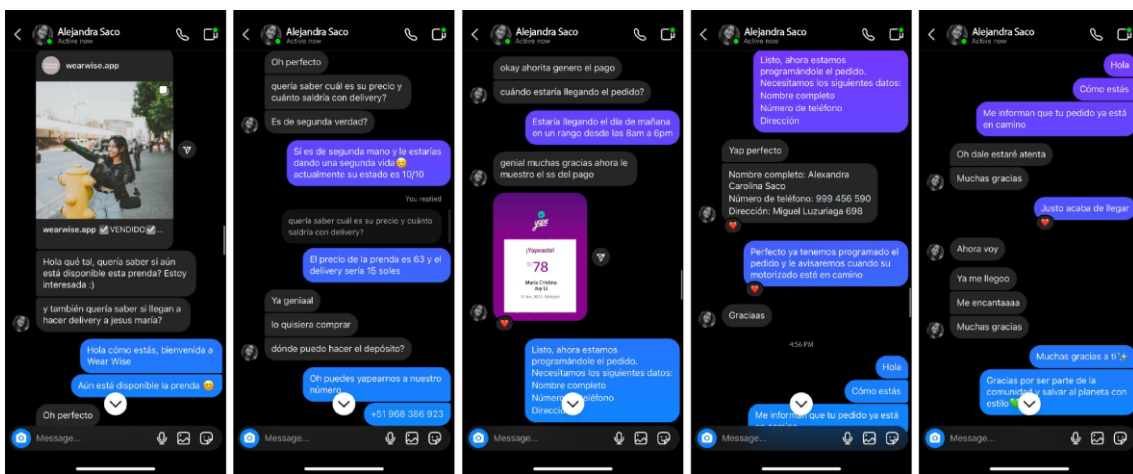 Alejandra Saco
Active now
wearwise.app
wearwise.app ☑VENDIDO☑...
Hola qué tal, quería saber si aún
está disponible esta prenda? Estoy
interesada :)
y también quería saber si llegan a
hacer delivery a jesus maría?
Hola cómo estás, bienvenida a
Wear Wise
Aún está disponible la prenda 😊
Oh perfecto
Message...
Alejandra Saco
Active now
Oh perfecto
quería saber cuál es su precio y
cuánto saldría con delivery?
Es de segunda verdad?
Si es de segunda mano y le estarías
dando una segunda vida😊
actualmente su estado es 10/10
You replied
quería saber cuál es su precio y cuánto
saldría con delivery?
El precio de la prenda es 63 y el
delivery sería 15 soles
Ya geniaal
lo quisiera comprar
dónde puedo hacer el depósito?
Oh puedes yapearnos a nuestro
número
+51 968 386 923
Message...
Alejandra Saco
Active now
okay ahorita genero el pago
cuándo estaría llegando el pedido?
Estaría llegando el día de mañana
en un rango desde las 8am a 6pm
genial muchas gracias ahora le
muestro el ss del pago
yape
¡Yapeaste!
S/ 78
María Cristina
Juy Li
Listo, ahora estamos
programándole el pedido.
Necesitamos los siguientes datos:
Nombre completo
Número de teléfono
Dirección
Message...
Alejandra Saco
Active now
Listo, ahora estamos
programándole el pedido.
Necesitamos los siguientes datos:
Nombre completo
Número de teléfono
Dirección
Yap perfecto
Nombre completo: Alexandra
Carolina Saco
Número de teléfono: 999 456 590
Dirección: Miguel Luzuriaga 698
Perfecto ya tenemos programado el
pedido y le avisaremos cuando su
motorizado esté en camino
Graciaas
4:56 PM
Hola
Cómo estás
Me informan que tu pedido ya está
en camino
Message...
Alejandra Saco
Active now
Hola
Cómo estás
Me informan que tu pedido ya está
en camino
Oh dale estaré atenta
Muchas gracias
Justo acaba de llegar
Ahora voy
Ya me llegoo
Me encantaaaa
Muchas gracias
Muchas gracias a ti✨
Gracias por ser parte de la
comunidad y salvar al planeta con
estilo💚
Message...